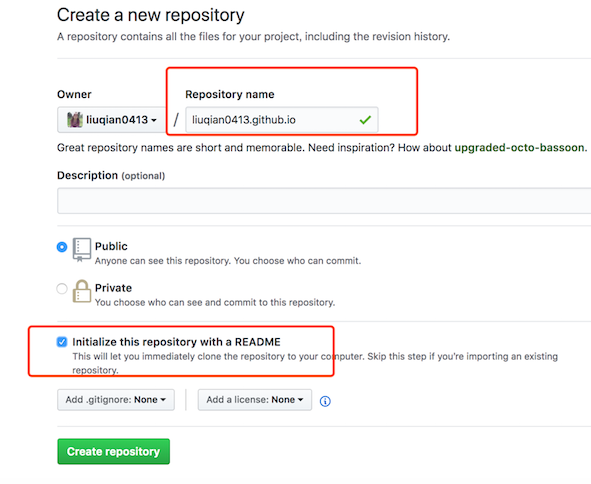 Create a new repository
A repository contains all the files for your project, including the revision history.
Owner
Repository name
liuqian0413 / liuqian0413.github.io
Great repository names are short and memorable. Need inspiration? How about upgraded-octo-bassoon.
Description (optional)
Public
Anyone can see this repository. You choose who can commit.
Private
You choose who can see and commit to this repository.
Initialize this repository with a README
This will let you immediately clone the repository to your computer. Skip this step if you're importing an existing
repository.
Add .gitignore: None
Add a license: None
Create repository